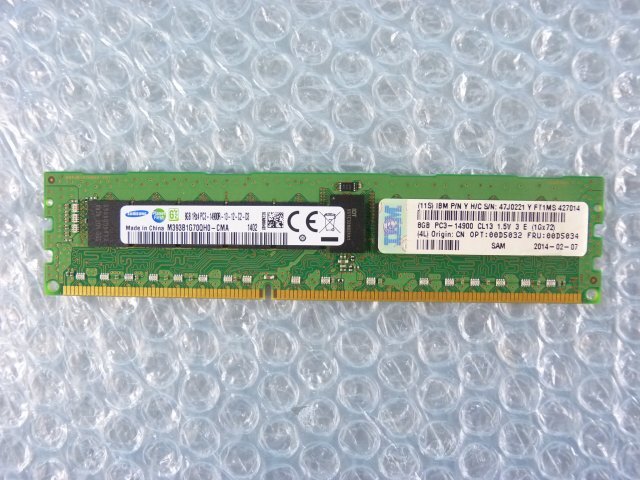 SAMSUNG
8GB 1Rx4 PC3-14900R-13-12-C2-D3
Made in China M393B1G70QH0-CMA 1402
IBM
(11S) IBM P/N Y H/C S/N: 47J0221 Y FT1MS 427014
8GB PC3-14900 CL13 1.5V 3 E (1Gx72)
(4L) Origin: CN OPT:00D5032 FRU:00D5034
SAM 2014-02-07